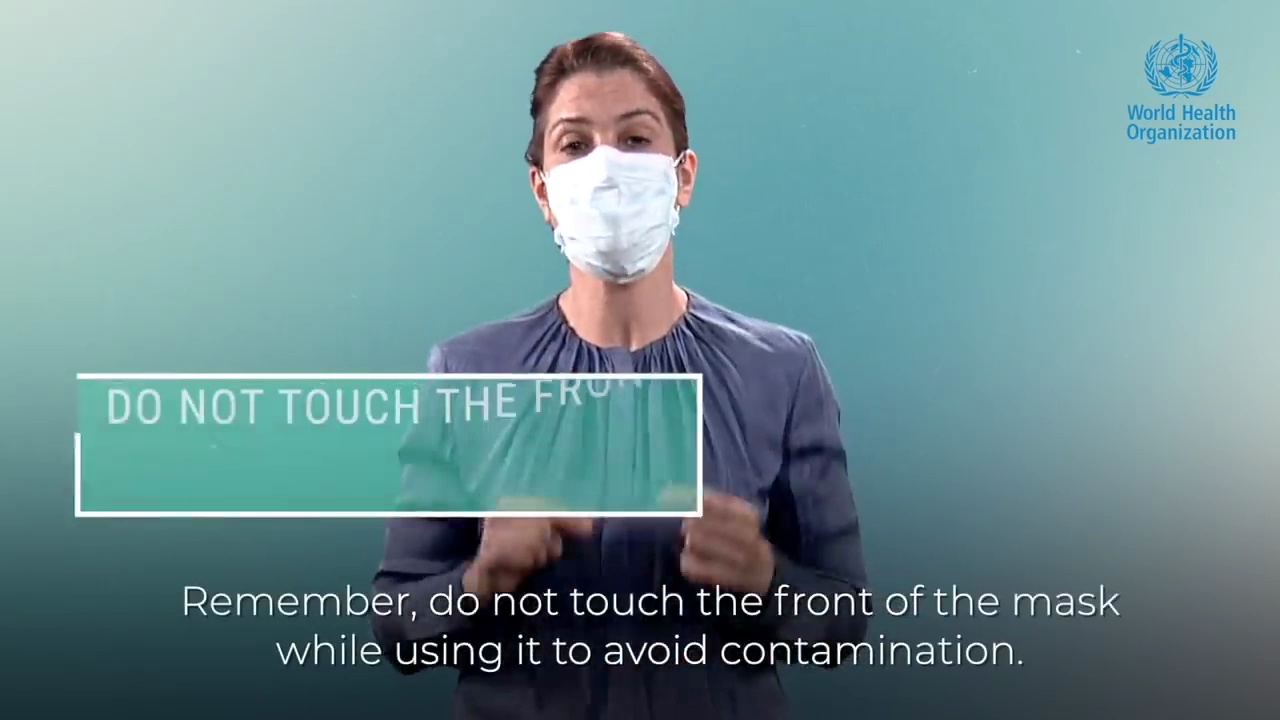 World Health
Organization
DO NOT TOUCH THE
Remember, do not touch the front of the mask
while using it to avoid contamination.